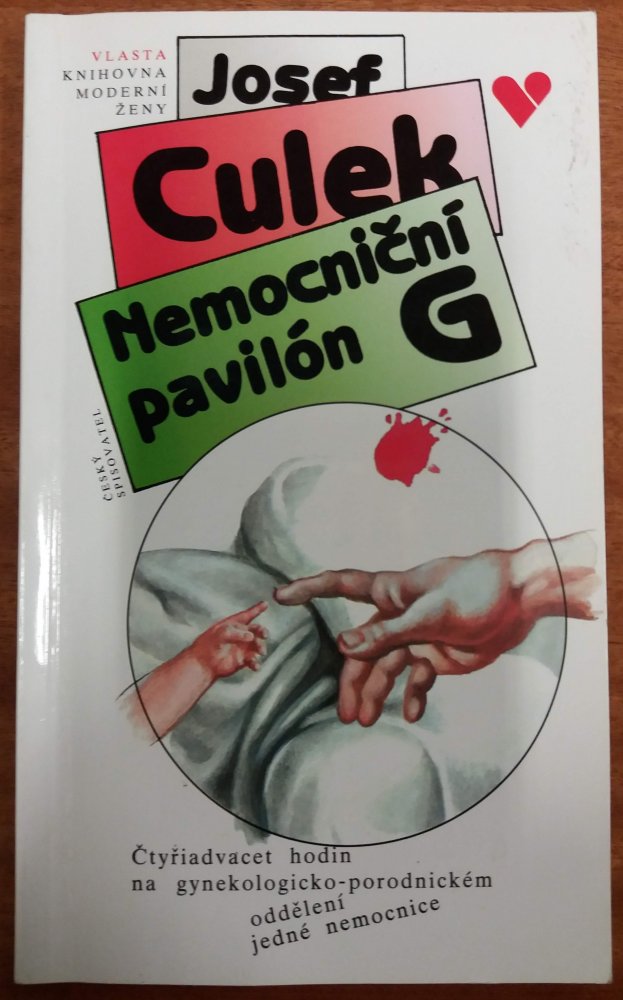 VLASTA
KNIHOVNA
MODERNÍ
ŽENY
Josef
Culek
Nemocniční
pavilón G
ČESKÝ
SPISOVATEL
Čtyřiadvacet hodin
na gynekologicko-porodnickém
oddělení
jedné nemocnice